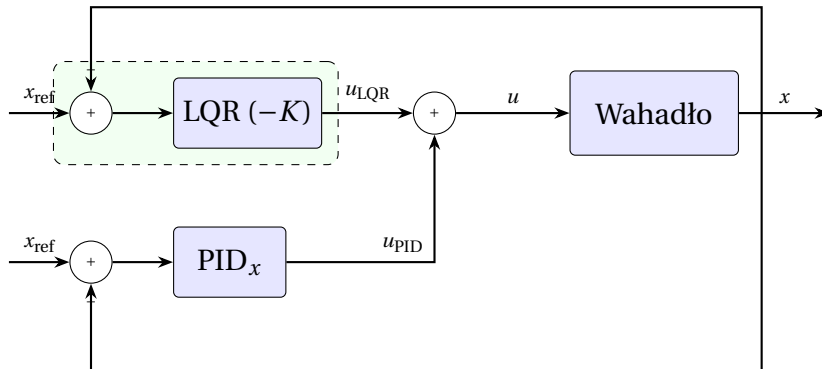 −
x_ref + LQR (−K) u_LQR + u Wahadło x
x_ref + PID_x u_PID
−